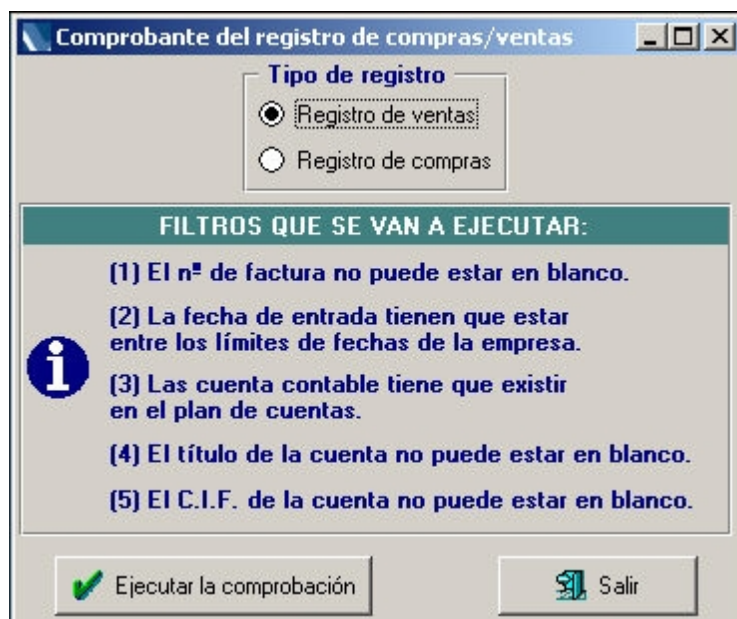 Comprobante del registro de compras/ventas
Tipo de registro
Registro de ventas
Registro de compras
FILTROS QUE SE VAN A EJECUTAR:
(1) El nº de factura no puede estar en blanco.
(2) La fecha de entrada tienen que estar
entre los límites de fechas de la empresa.
(3) Las cuenta contable tiene que existir
en el plan de cuentas.
(4) El título de la cuenta no puede estar en blanco.
(5) El C.I.F. de la cuenta no puede estar en blanco.
Ejecutar la comprobación
Salir